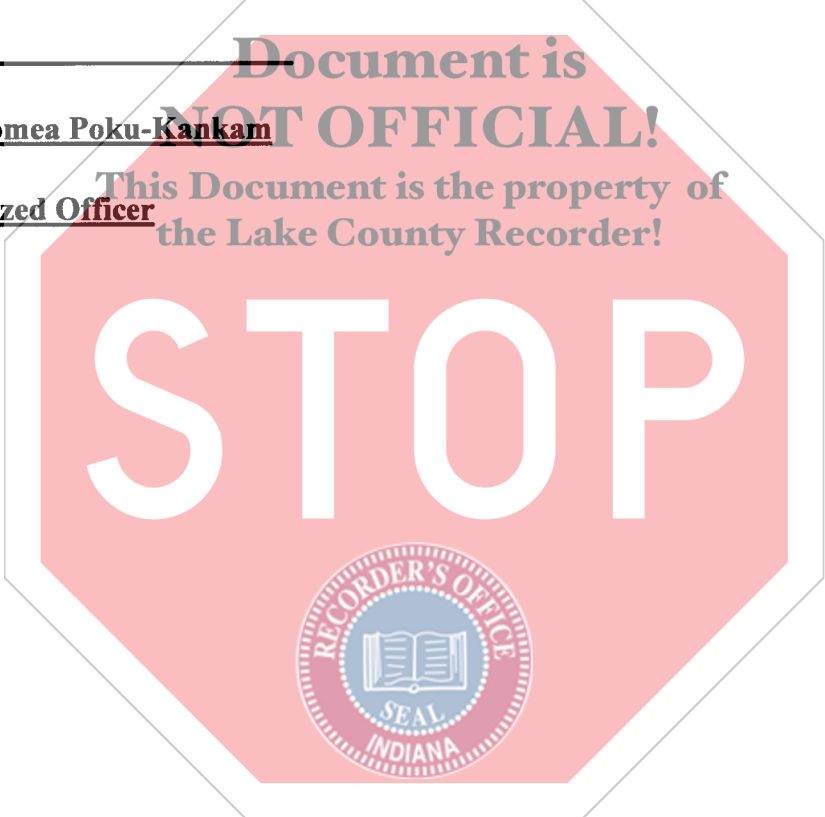 Document is
omea Poku-Kankam
NOT OFFICIAL!
This Document is the property of
zed Officer
the Lake County Recorder!
STOP
RECORDER'S OFFICE
SEAL
INDIANA